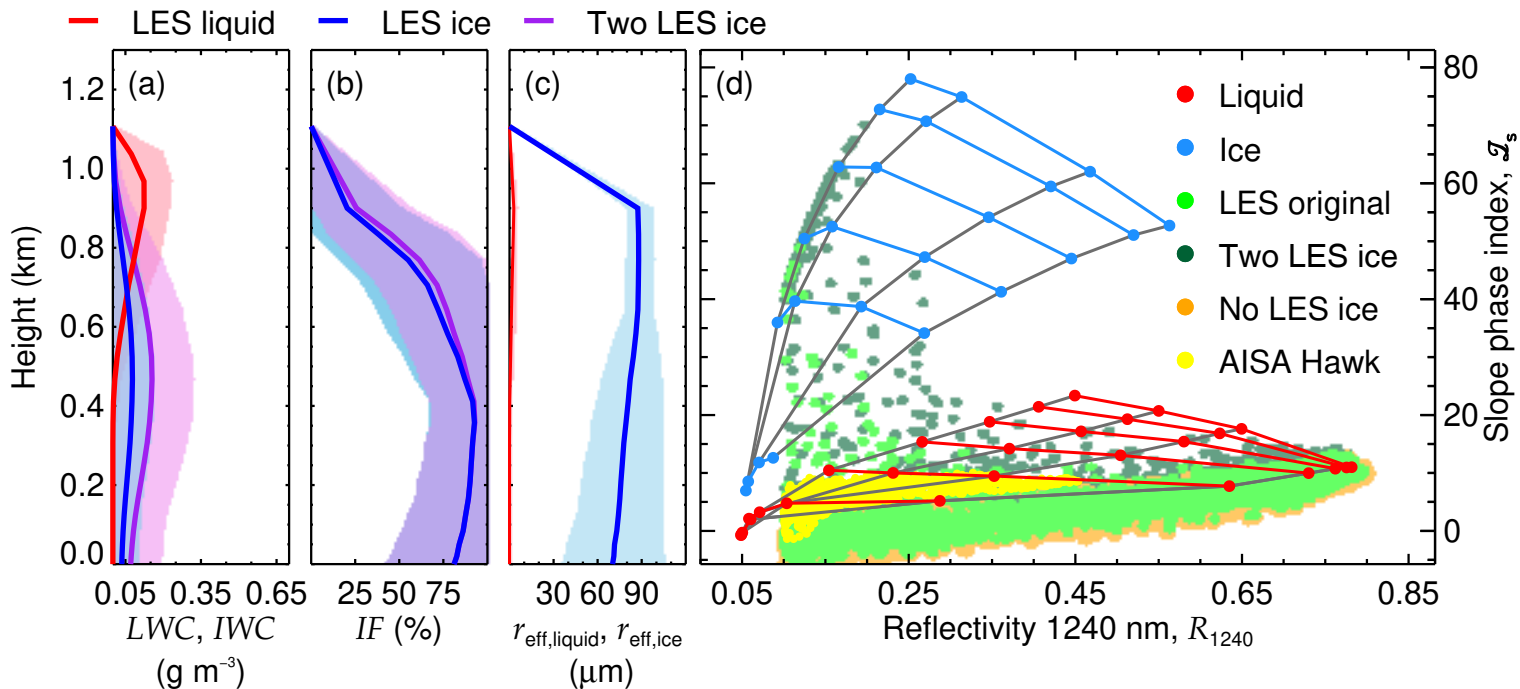 LES liquid LES ice Two LES ice
(a) (b) (c) (d)
1.2
1.0
0.8
0.6
0.4
0.2
0.0
Height (km)
0.05 0.35 0.65
LWC, IWC
(g m⁻³)
25 50 75
IF (%)
30 60 90
r_eff,liquid, r_eff,ice
(µm)
Liquid
Ice
LES original
Two LES ice
No LES ice
AISA Hawk
80
60
40
20
0
Slope phase index, ℐ_s
0.05 0.25 0.45 0.65 0.85
Reflectivity 1240 nm, R_1240